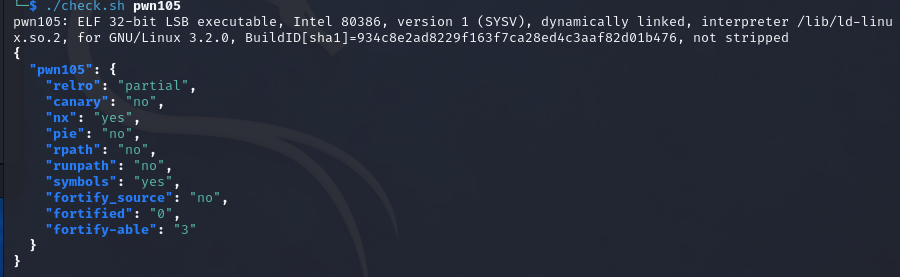 └─$ ./check.sh pwn105
pwn105: ELF 32-bit LSB executable, Intel 80386, version 1 (SYSV), dynamically linked, interpreter /lib/ld-linu
x.so.2, for GNU/Linux 3.2.0, BuildID[sha1]=934c8e2ad8229f163f7ca28ed4c3aaf82d01b476, not stripped
{
  "pwn105": {
    "relro": "partial",
    "canary": "no",
    "nx": "yes",
    "pie": "no",
    "rpath": "no",
    "runpath": "no",
    "symbols": "yes",
    "fortify_source": "no",
    "fortified": "0",
    "fortify-able": "3"
  }
}